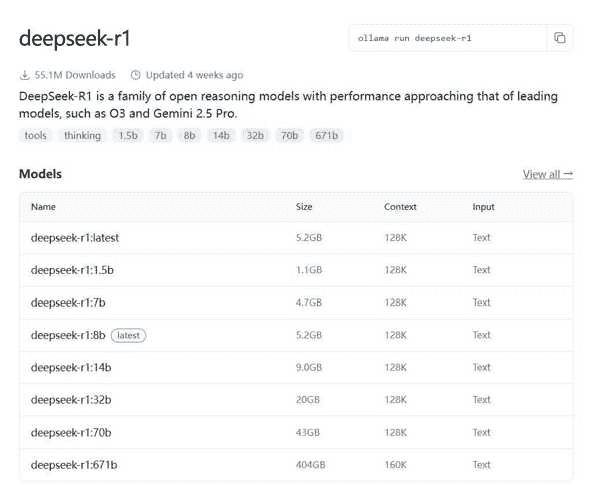 deepseek-r1
ollama run deepseek-r1
55.1M Downloads Updated 4 weeks ago
DeepSeek-R1 is a family of open reasoning models with performance approaching that of leading
models, such as O3 and Gemini 2.5 Pro.
tools thinking 1.5b 7b 8b 14b 32b 70b 671b
Models View all →
Name Size Context Input
deepseek-r1:latest 5.2GB 128K Text
deepseek-r1:1.5b 1.1GB 128K Text
deepseek-r1:7b 4.7GB 128K Text
deepseek-r1:8b latest 5.2GB 128K Text
deepseek-r1:14b 9.0GB 128K Text
deepseek-r1:32b 20GB 128K Text
deepseek-r1:70b 43GB 128K Text
deepseek-r1:671b 404GB 160K Text